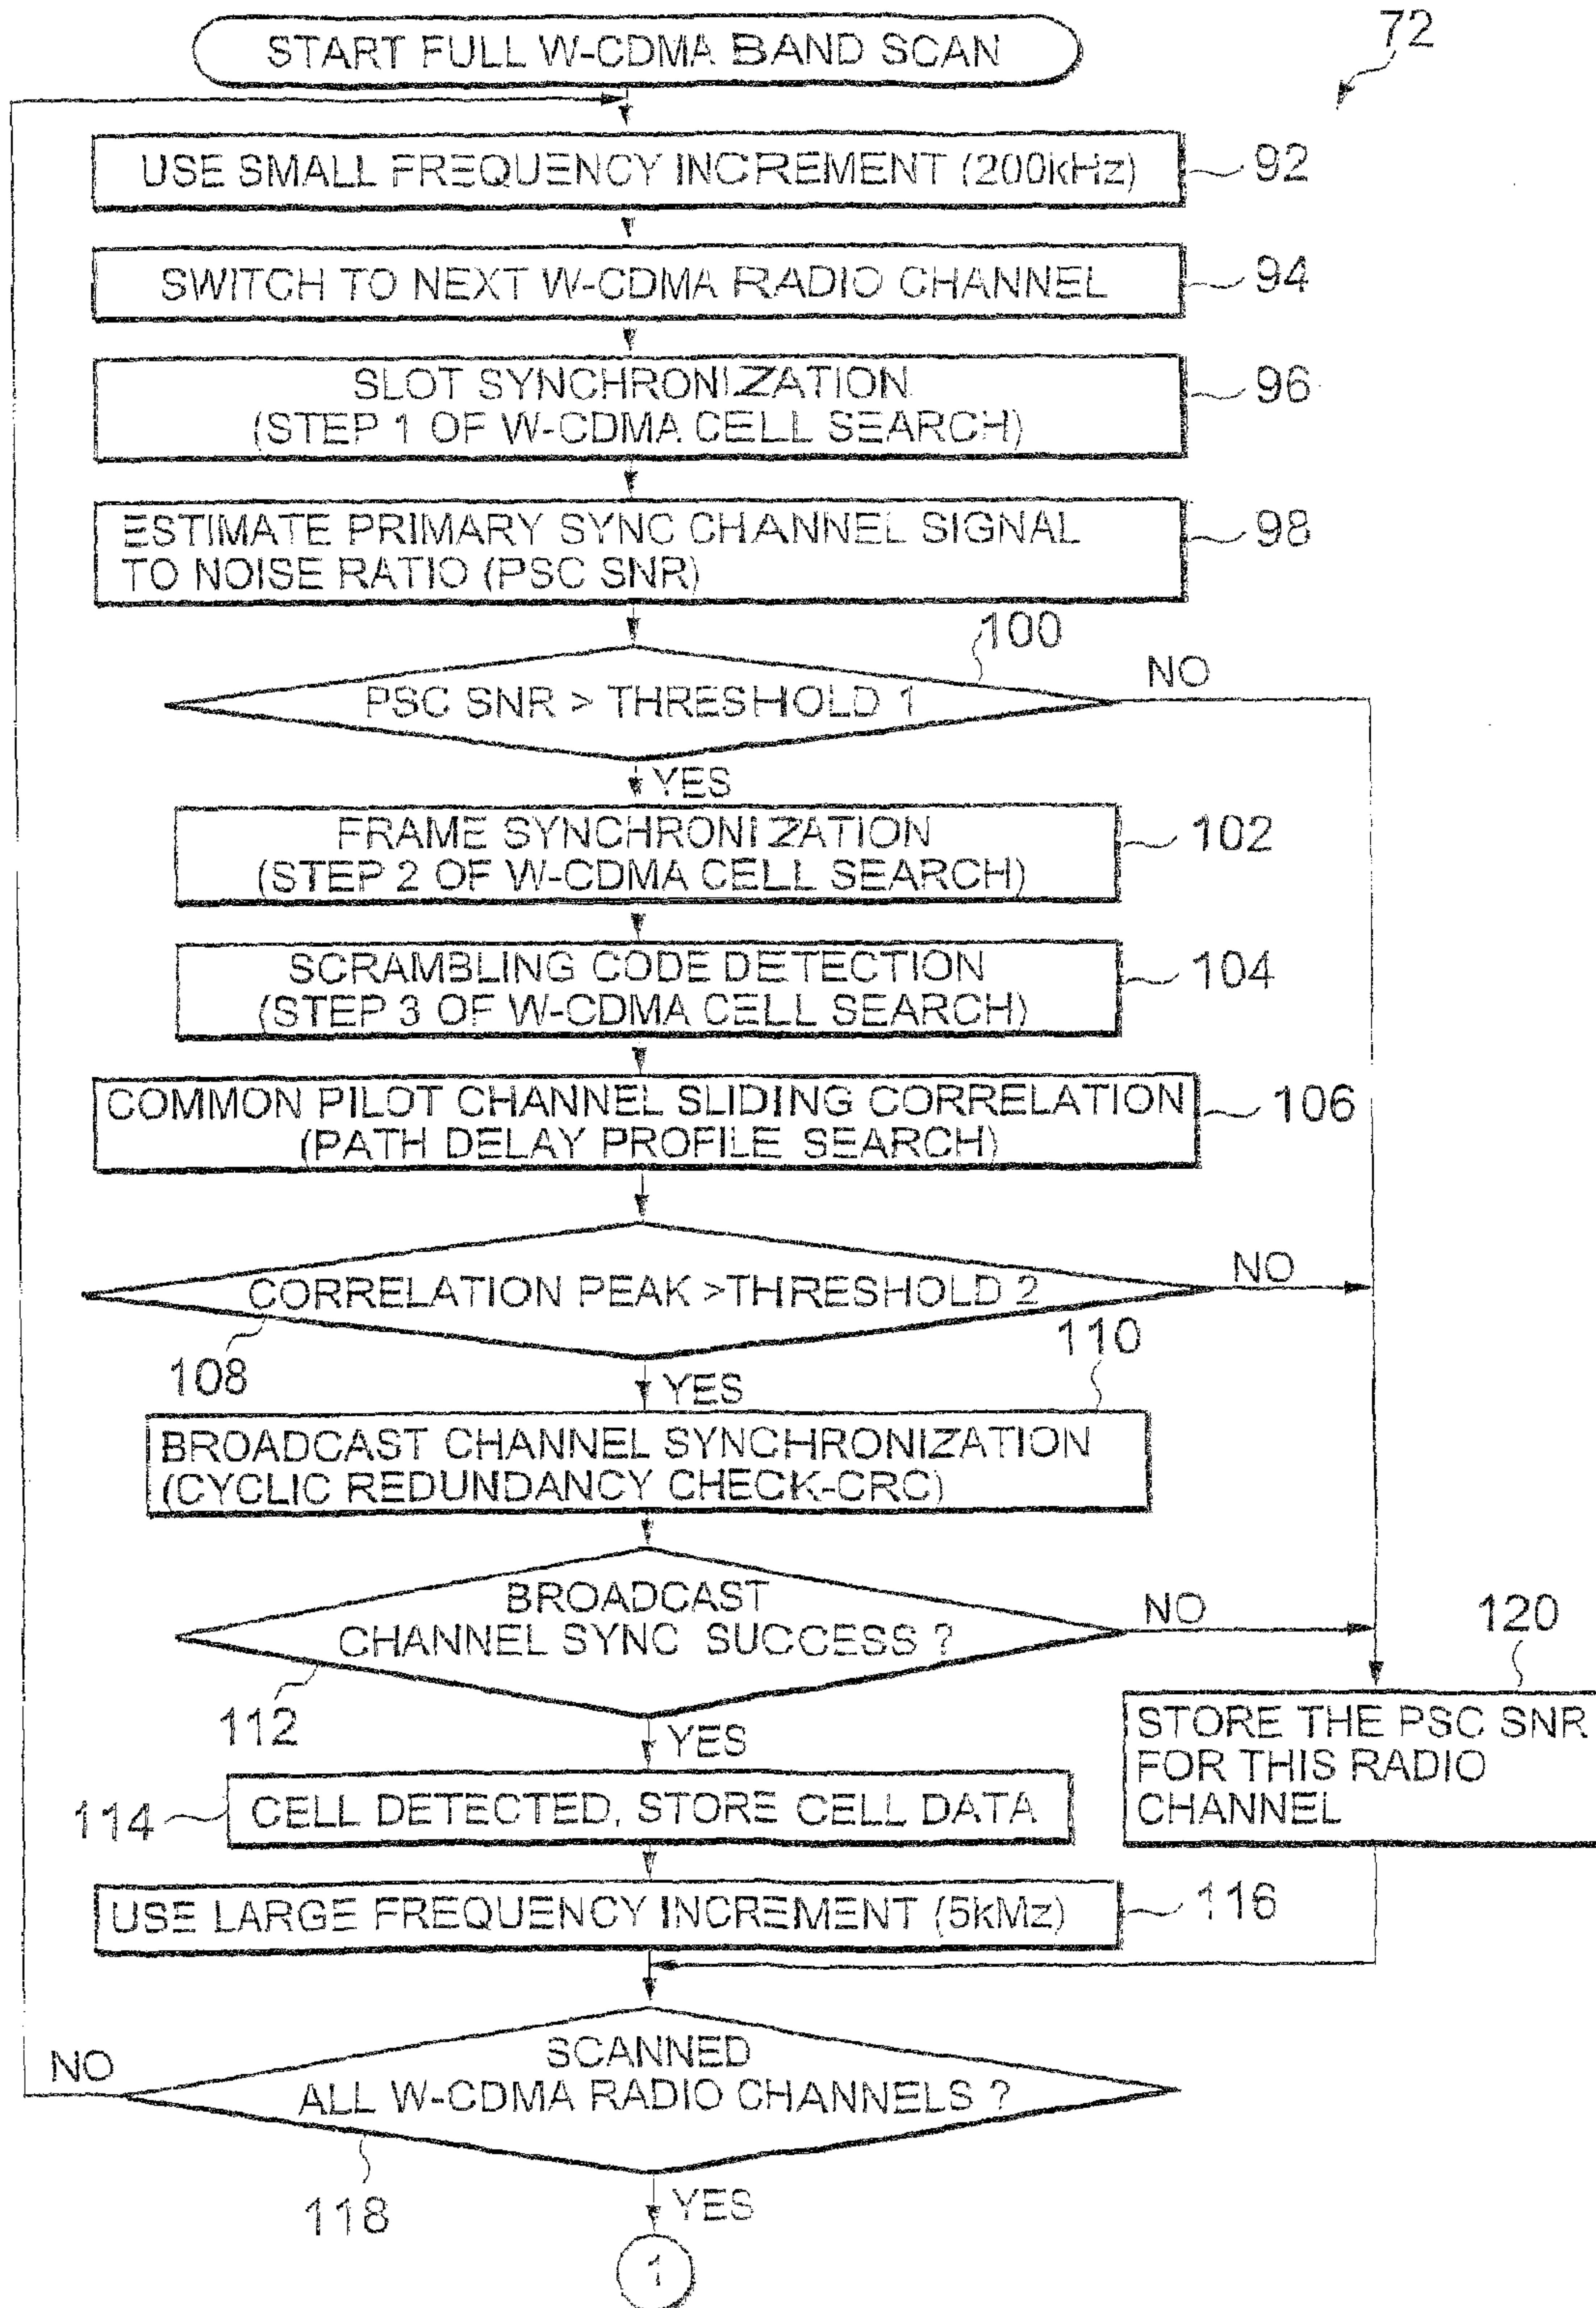 72
START FULL W-CDMA BAND SCAN
USE SMALL FREQUENCY INCREMENT (200kHz)
92
SWITCH TO NEXT W-CDMA RADIO CHANNEL
94
SLOT SYNCHRONIZATION
(STEP 1 OF W-CDMA CELL SEARCH)
96
ESTIMATE PRIMARY SYNC CHANNEL SIGNAL
TO NOISE RATIO (PSC SNR)
98
100
PSC SNR > THRESHOLD 1
NO
YES
FRAME SYNCHRONIZATION
(STEP 2 OF W-CDMA CELL SEARCH)
102
SCRAMBLING CODE DETECTION
(STEP 3 OF W-CDMA CELL SEARCH)
104
COMMON PILOT CHANNEL SLIDING CORRELATION
(PATH DELAY PROFILE SEARCH)
106
CORRELATION PEAK >THRESHOLD 2
NO
108
YES
110
BROADCAST CHANNEL SYNCHRONIZATION
(CYCLIC REDUNDANCY CHECK-CRC)
BROADCAST
CHANNEL SYNC SUCCESS ?
NO
112
YES
120
STORE THE PSC SNR
FOR THIS RADIO
CHANNEL
114
CELL DETECTED, STORE CELL DATA
USE LARGE FREQUENCY INCREMENT (5kMz)
116
SCANNED
ALL W-CDMA RADIO CHANNELS ?
NO
118
YES
1